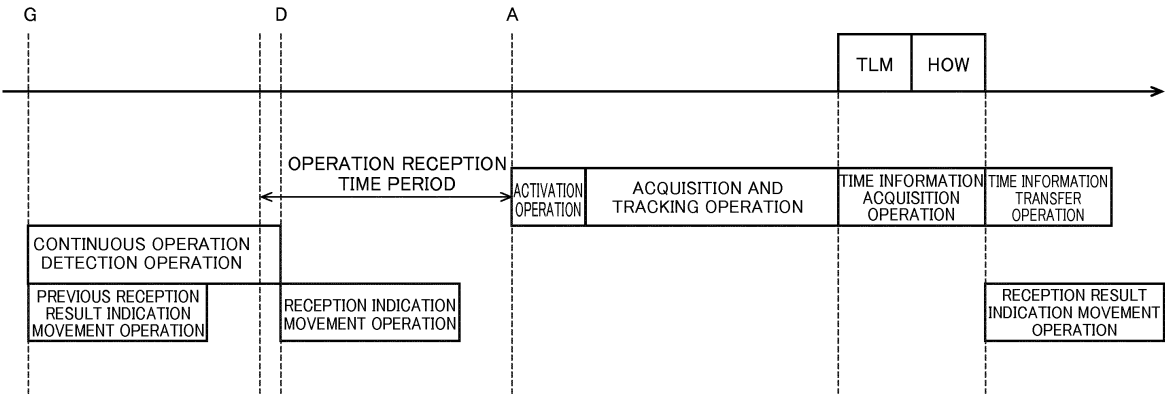 G
D
A
TLM
HOW
OPERATION RECEPTION
TIME PERIOD
ACTIVATION
OPERATION
ACQUISITION AND
TRACKING OPERATION
TIME INFORMATION
ACQUISITION
OPERATION
TIME INFORMATION
TRANSFER
OPERATION
CONTINUOUS OPERATION
DETECTION OPERATION
PREVIOUS RECEPTION
RESULT INDICATION
MOVEMENT OPERATION
RECEPTION INDICATION
MOVEMENT OPERATION
RECEPTION RESULT
INDICATION MOVEMENT
OPERATION